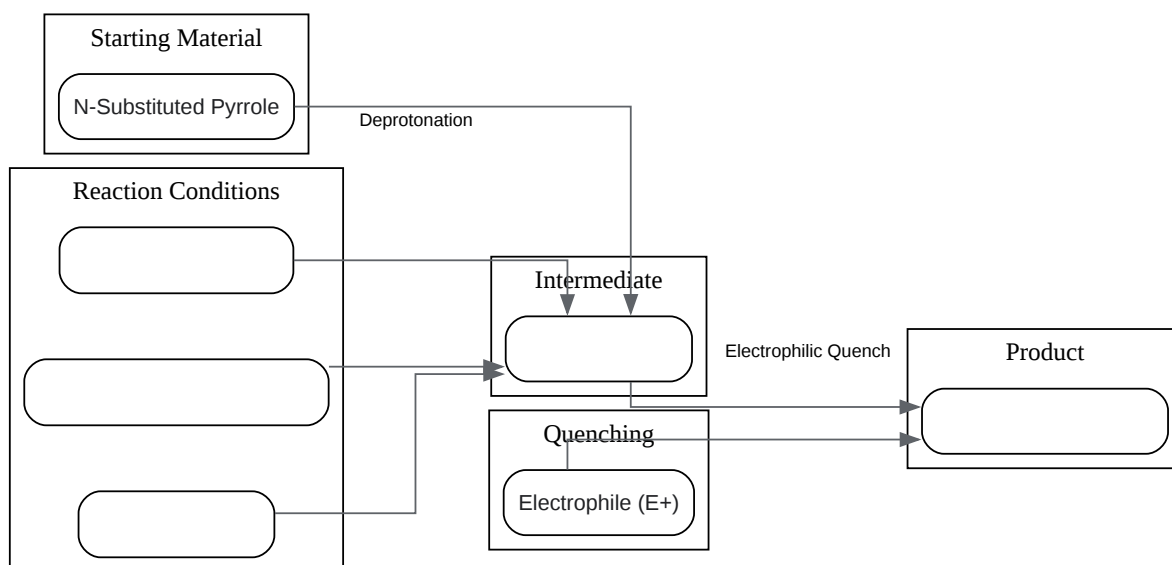 Starting Material
N-Substituted Pyrrole
Deprotonation
Reaction Conditions
Intermediate
Electrophilic Quench
Product
Quenching
Electrophile (E+)